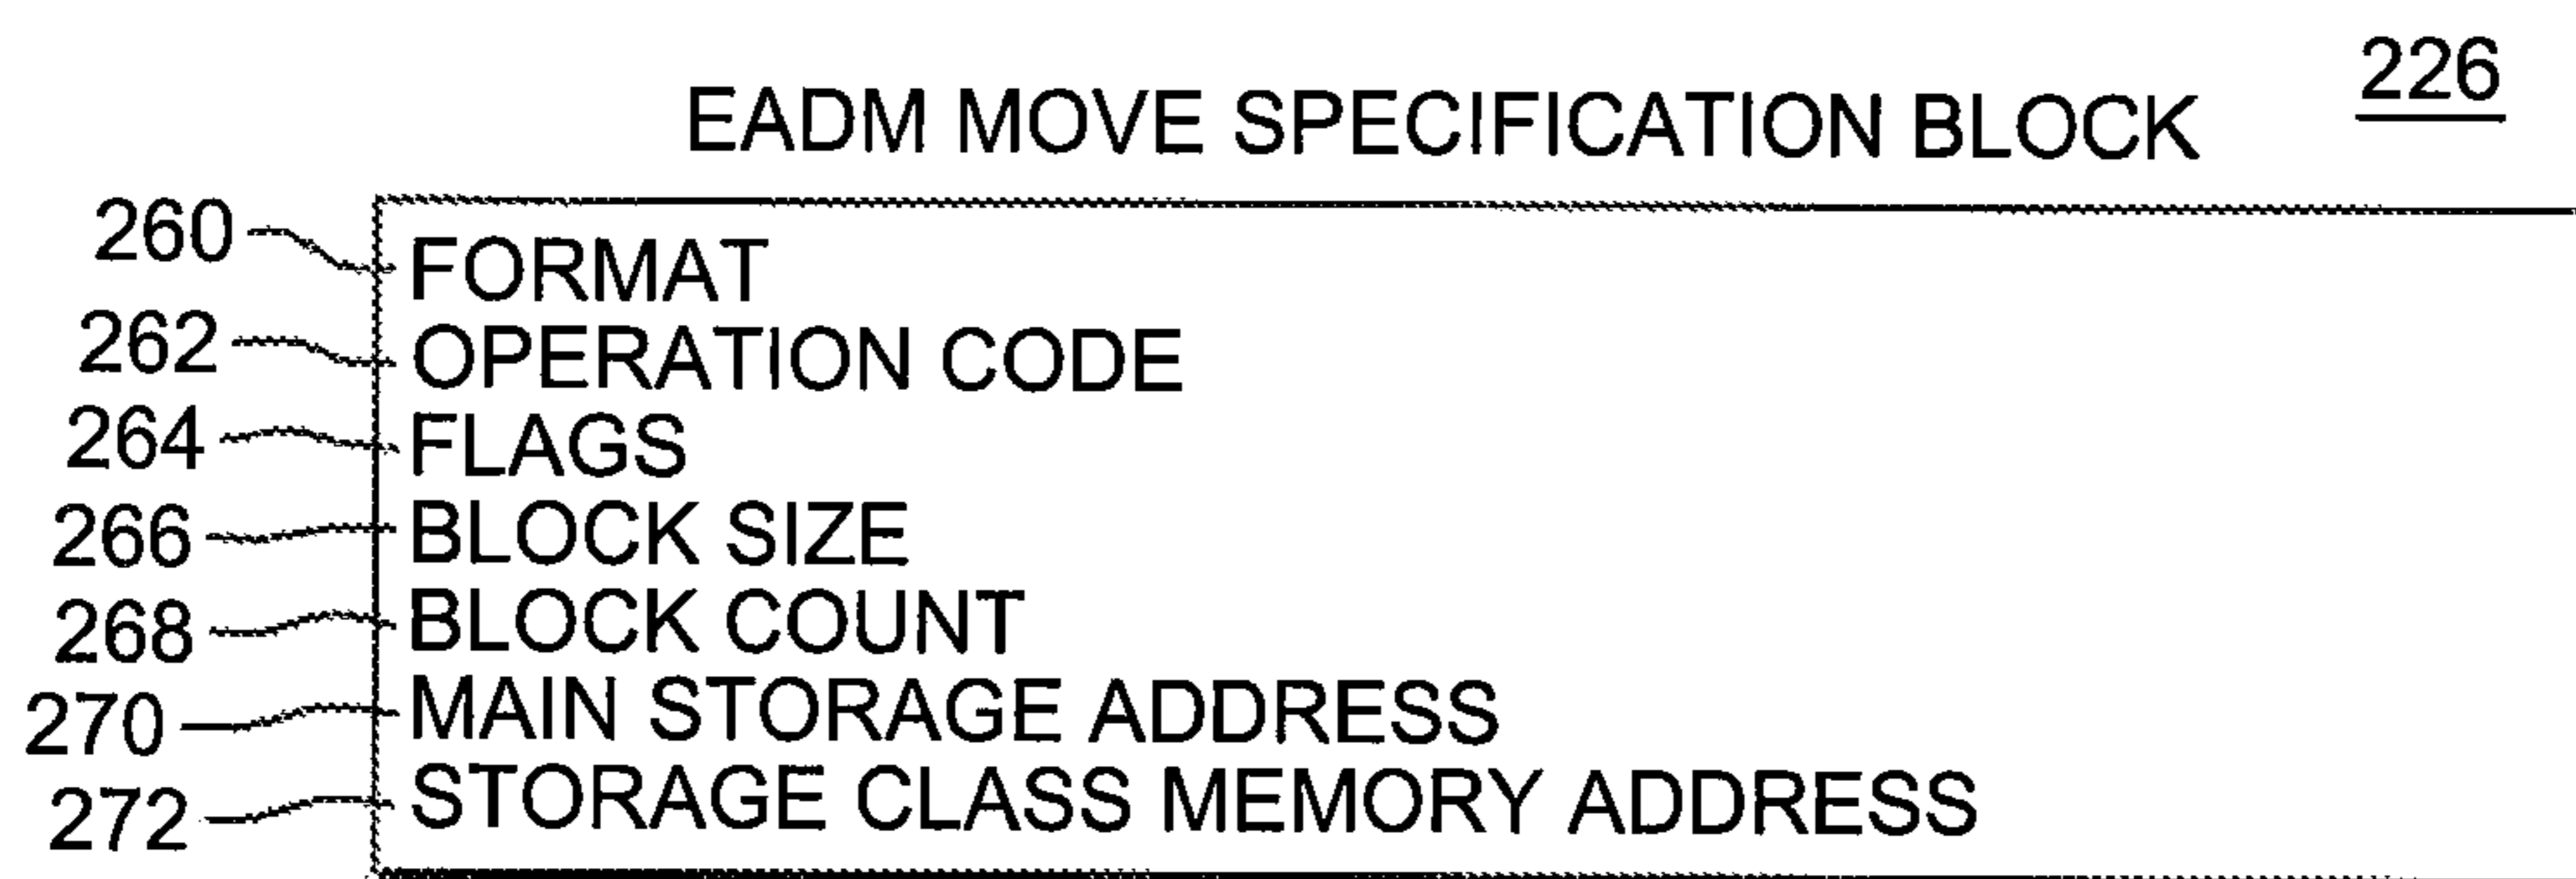 226
EADM MOVE SPECIFICATION BLOCK
260 FORMAT
262 OPERATION CODE
264 FLAGS
266 BLOCK SIZE
268 BLOCK COUNT
270 MAIN STORAGE ADDRESS
272 STORAGE CLASS MEMORY ADDRESS